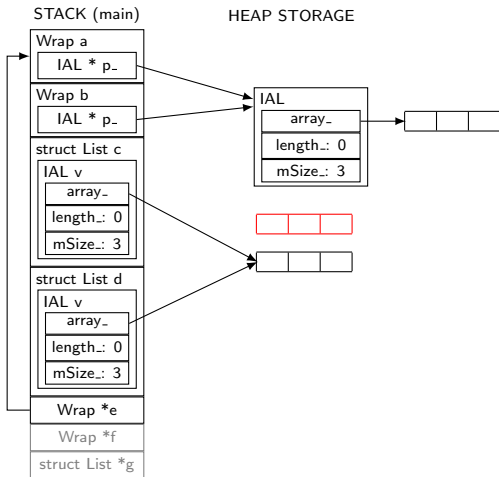 STACK (main)
HEAP STORAGE
Wrap a
IAL * p_
Wrap b
IAL * p_
IAL
array_
length_: 0
mSize_: 3
struct List c
IAL v
array_
length_: 0
mSize_: 3
struct List d
IAL v
array_
length_: 0
mSize_: 3
Wrap *e
Wrap *f
struct List *g